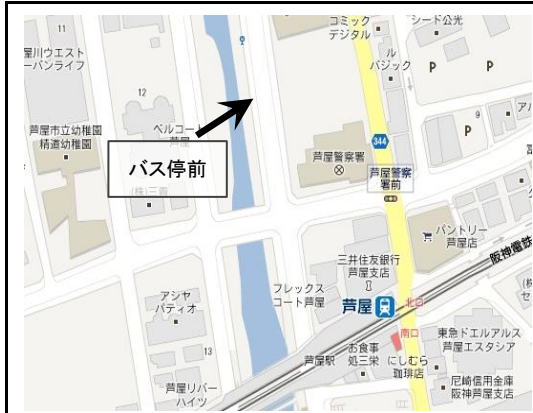 コミック
デジタル
シード公光
11
11
屋川ウエスト
ーバンライフ
ル
バジック
P
P
12
9
P
芦屋市立幼稚園
精道幼稚園
ベルコート
芦屋
344
芦屋警察署
芦屋警察
署前
バス停前
(株)三貴
パントリー
芦屋店
三井住友銀行
芦屋支店
阪神電鉄
フレックス
コート芦屋
アシヤ
パティオ
芦屋
北口
南口
13
芦屋駅
お食事
処三栄
にしむら
珈琲店
東急ドエルアルス
芦屋エスタシア
芦屋リバー
ハイツ
尼崎信用金庫
阪神芦屋支店